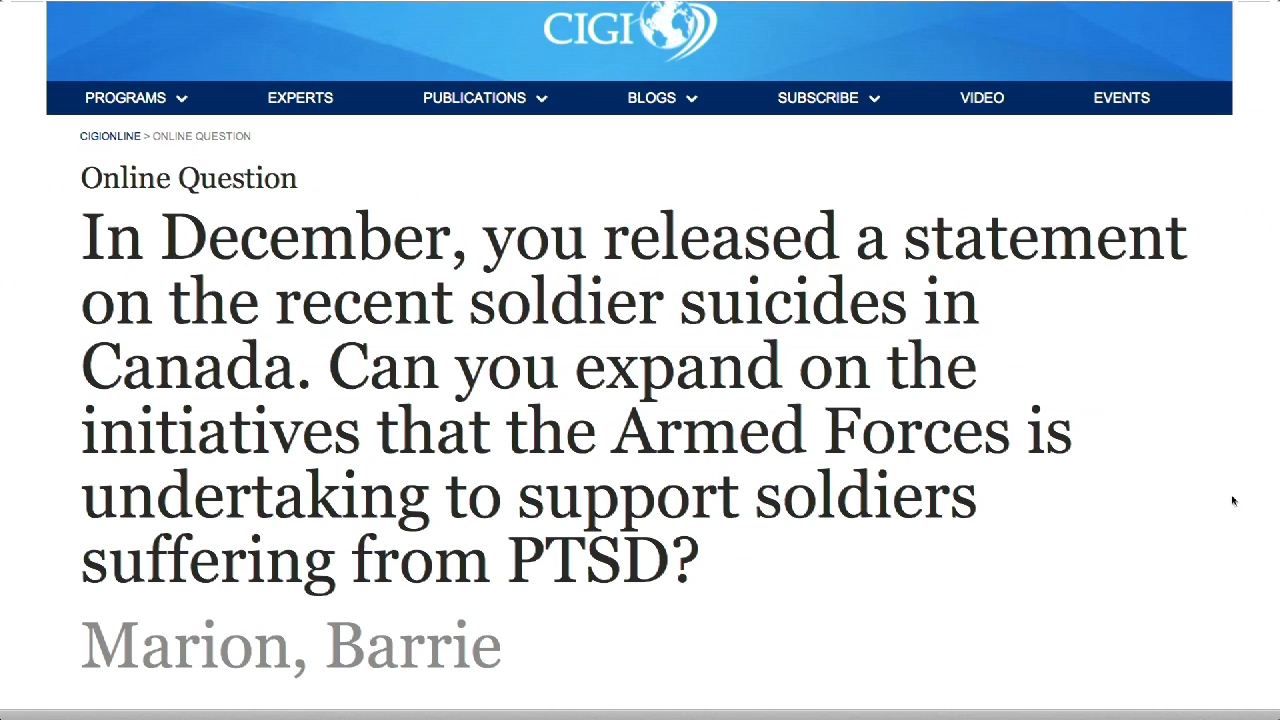 CIGI
PROGRAMS EXPERTS PUBLICATIONS BLOGS SUBSCRIBE VIDEO EVENTS
CIGIONLINE > ONLINE QUESTION
Online Question
In December, you released a statement
on the recent soldier suicides in
Canada. Can you expand on the
initiatives that the Armed Forces is
undertaking to support soldiers
suffering from PTSD?
Marion, Barrie